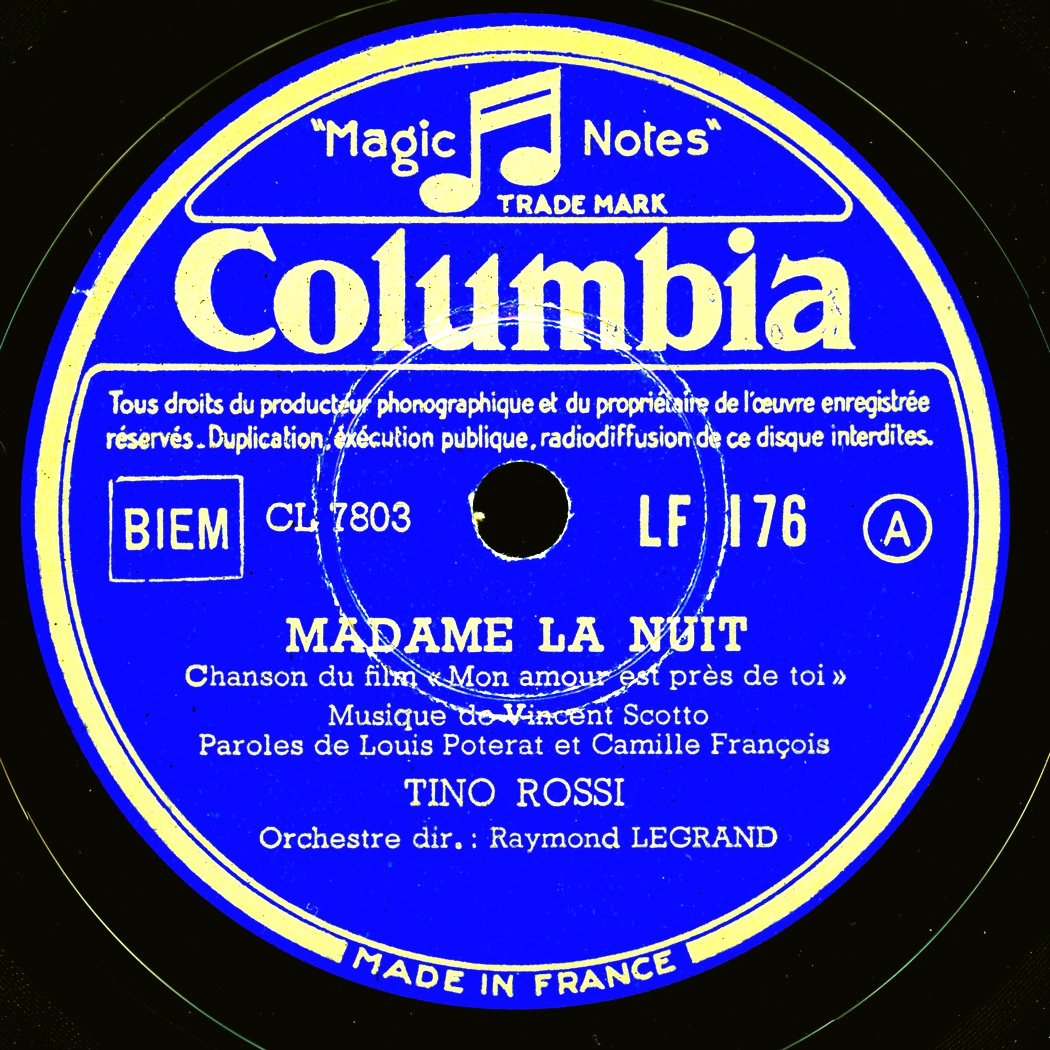 "Magic Notes"
TRADE MARK
Columbia
Tous droits du producteur phonographique et du propriétaire de l'œuvre enregistrée
réservés. Duplication, éxécution publique, radiodiffusion de ce disque interdites.
BIEM CL 7803 LF 176 A
MADAME LA NUIT
Chanson du film « Mon amour est près de toi »
Musique de Vincent Scotto
Paroles de Louis Poterat et Camille François
TINO ROSSI
Orchestre dir. : Raymond LEGRAND
MADE IN FRANCE